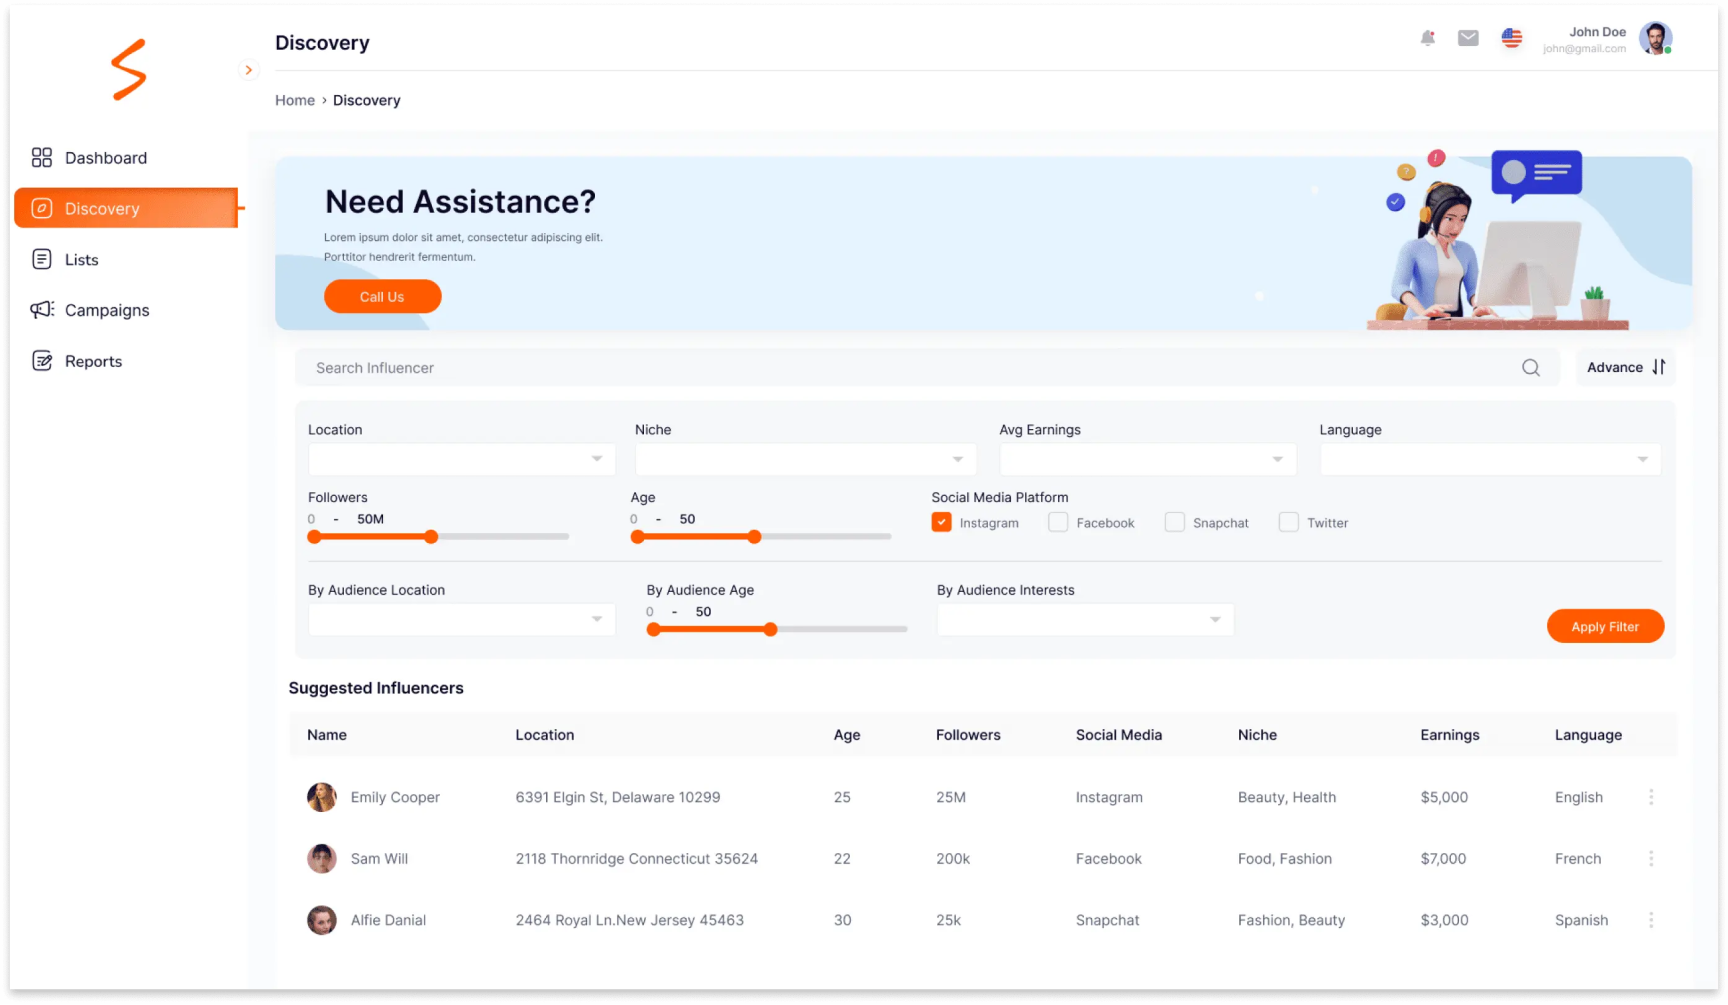 Discovery
John Doe
john@gmail.com
Home › Discovery
Dashboard
Discovery
Lists
Campaigns
Reports
Need Assistance?
Lorem ipsum dolor sit amet, consectetur adipiscing elit.
Porttitor hendrerit fermentum.
Call Us
Search Influencer
Advance
Location Niche Avg Earnings Language
Followers Age Social Media Platform
0 - 50M 0 - 50
Instagram Facebook Snapchat Twitter
By Audience Location By Audience Age By Audience Interests
0 - 50
Apply Filter
Suggested Influencers
Name Location Age Followers Social Media Niche Earnings Language
Emily Cooper 6391 Elgin St, Delaware 10299 25 25M Instagram Beauty, Health $5,000 English
Sam Will 2118 Thornridge Connecticut 35624 22 200k Facebook Food, Fashion $7,000 French
Alfie Danial 2464 Royal Ln.New Jersey 45463 30 25k Snapchat Fashion, Beauty $3,000 Spanish